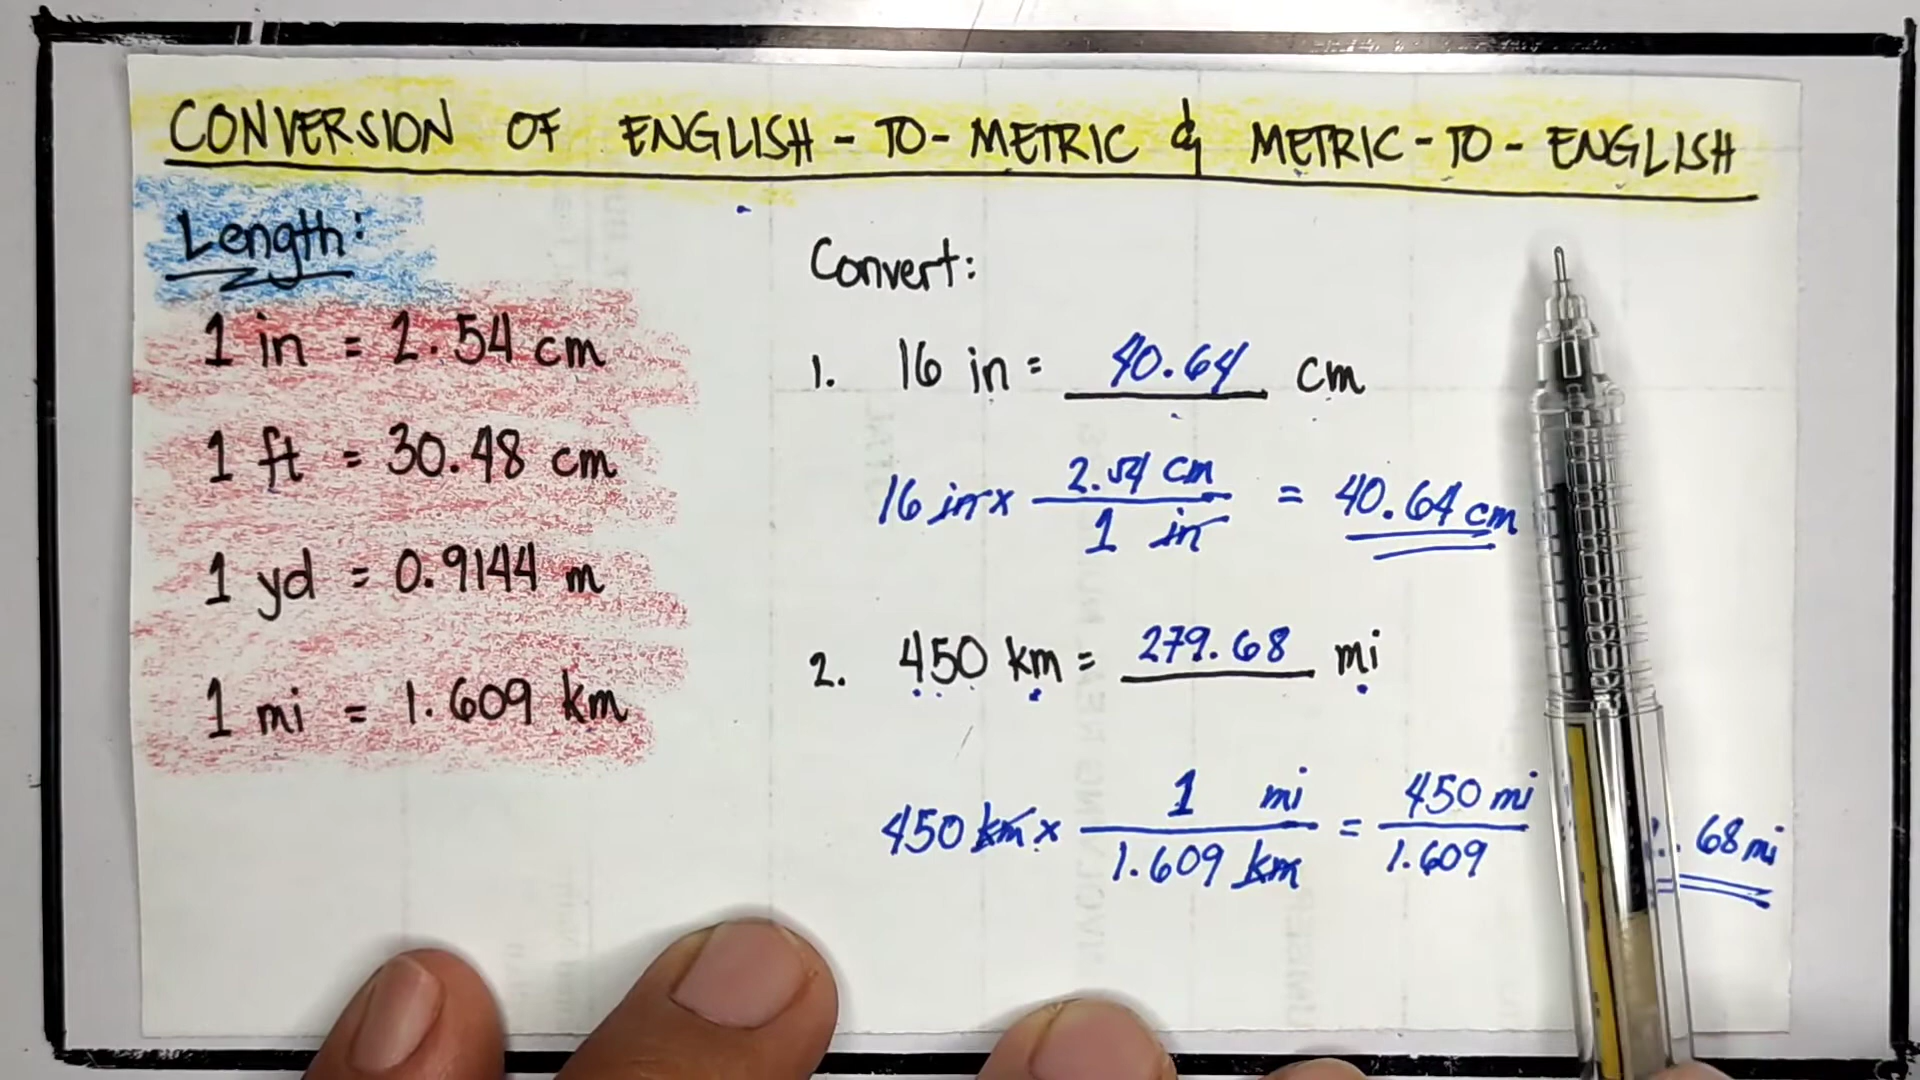 CONVERSION OF ENGLISH-TO-METRIC & METRIC-TO-ENGLISH
Length:
1 in = 2.54 cm
1 ft = 30.48 cm
1 yd = 0.9144 m
1 mi = 1.609 km
Convert:
1. 16 in = 40.64 cm
16 in x 2.54 cm / 1 in = 40.64 cm
2. 450 km = 279.68 mi
450 km x 1 mi / 1.609 km = 450 mi / 1.609 .68 mi